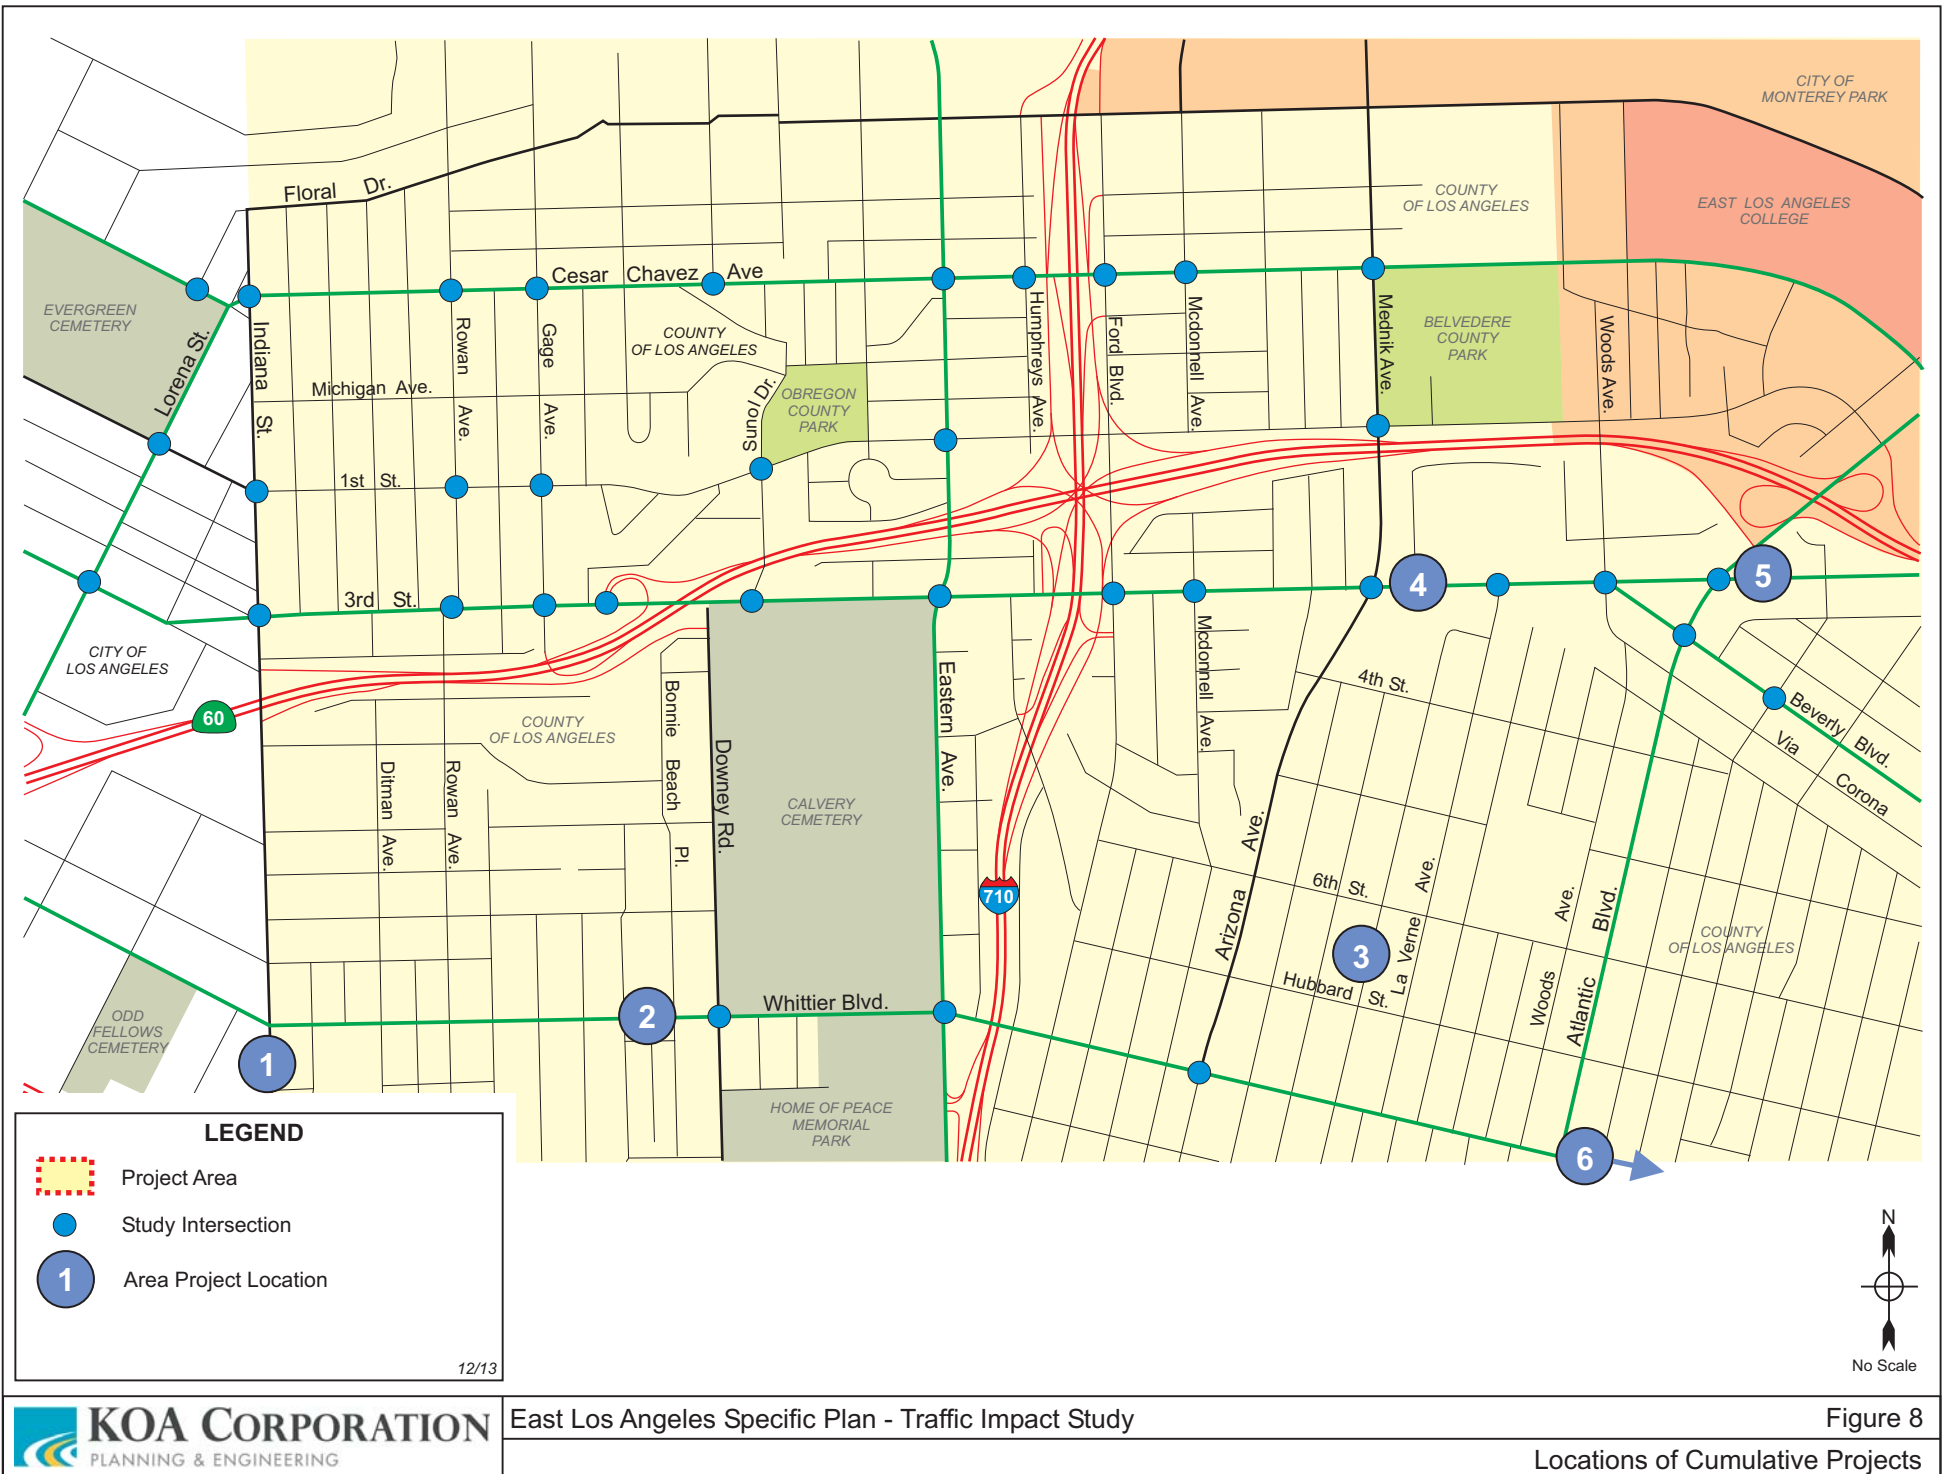 CITY OF
MONTEREY PARK
Floral Dr.
COUNTY
OF LOS ANGELES
EAST LOS ANGELES
COLLEGE
Cesar Chavez Ave
EVERGREEN
CEMETERY
Lorena St.
Indiana St.
Rowan Ave.
Gage Ave.
COUNTY
OF LOS ANGELES
Humphreys Ave.
Ford Blvd.
Mcdonnell Ave.
Mednik Ave.
BELVEDERE
COUNTY
PARK
Woods Ave.
Michigan Ave.
Sunol Dr.
OBREGON
COUNTY
PARK
1st St.
3rd St.
4
5
CITY OF
LOS ANGELES
60
COUNTY
OF LOS ANGELES
Bonnie Beach Pl.
Eastern Ave.
Mcdonnell Ave.
4th St.
Beverly Blvd.
Via Corona
Ditman Ave.
Rowan Ave.
Downey Rd.
CALVERY
CEMETERY
710
Arizona Ave.
6th St.
La Verne Ave.
Woods Ave.
Atlantic Blvd.
COUNTY
OF LOS ANGELES
3
Hubbard St.
ODD
FELLOWS
CEMETERY
1
2
Whittier Blvd.
HOME OF PEACE
MEMORIAL
PARK
6
LEGEND
Project Area
Study Intersection
1 Area Project Location
12/13
N
No Scale
KOA CORPORATION
PLANNING & ENGINEERING
East Los Angeles Specific Plan - Traffic Impact Study
Figure 8
Locations of Cumulative Projects